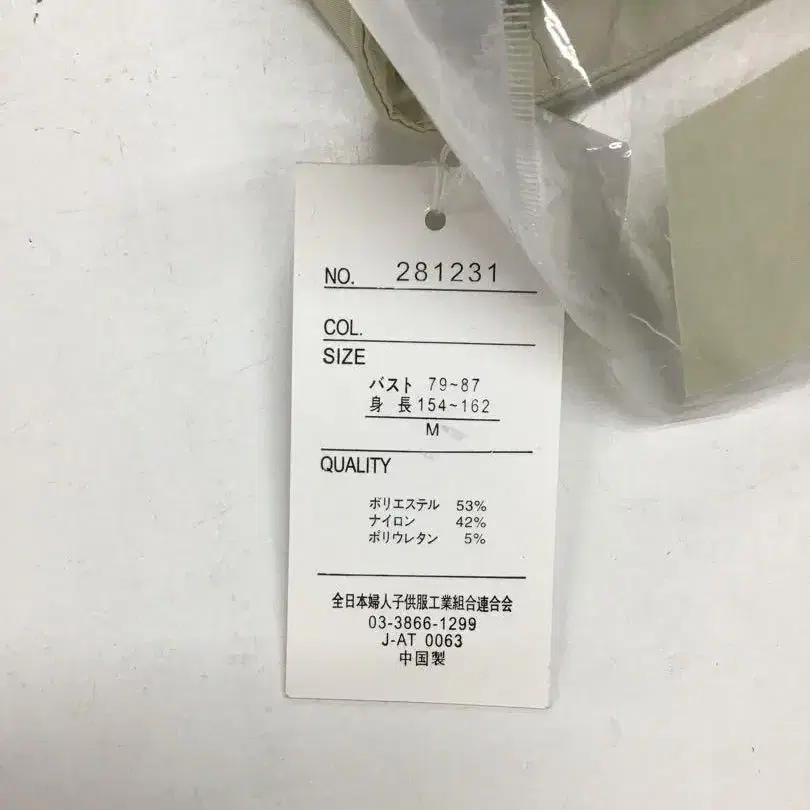 NO. 281231
COL.
SIZE
バスト 79~87
身長 154~162
M
QUALITY
ポリエステル 53%
ナイロン 42%
ポリウレタン 5%
全日本婦人子供服工業組合連合会
03-3866-1299
J-AT 0063
中国製